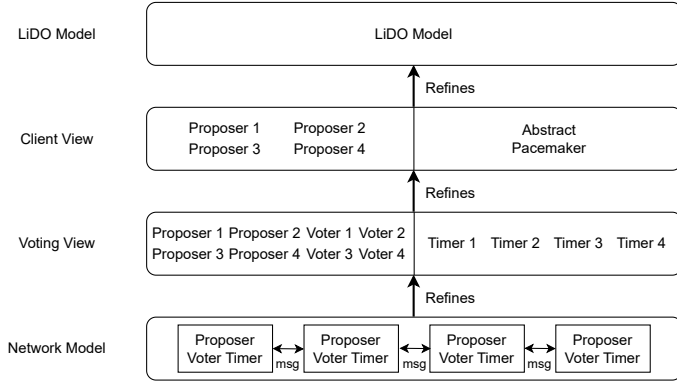 LiDO Model
LiDO Model
Refines
Client View
Proposer 1 Proposer 2
Proposer 3 Proposer 4
Abstract
Pacemaker
Refines
Voting View
Proposer 1 Proposer 2 Voter 1 Voter 2
Proposer 3 Proposer 4 Voter 3 Voter 4
Timer 1 Timer 2 Timer 3 Timer 4
Refines
Network Model
Proposer
Voter Timer
msg
Proposer
Voter Timer
msg
Proposer
Voter Timer
msg
Proposer
Voter Timer